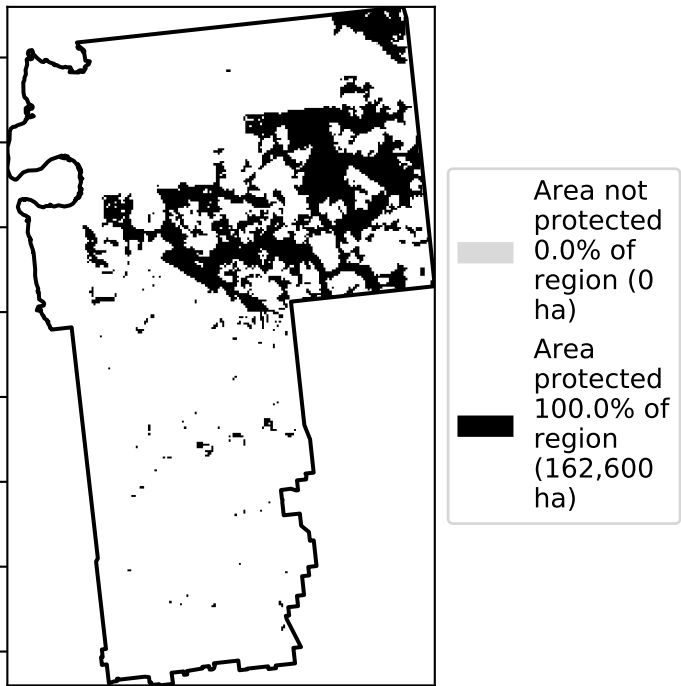 Area not
protected
0.0% of
region (0
ha)
Area
protected
100.0% of
region
(162,600
ha)